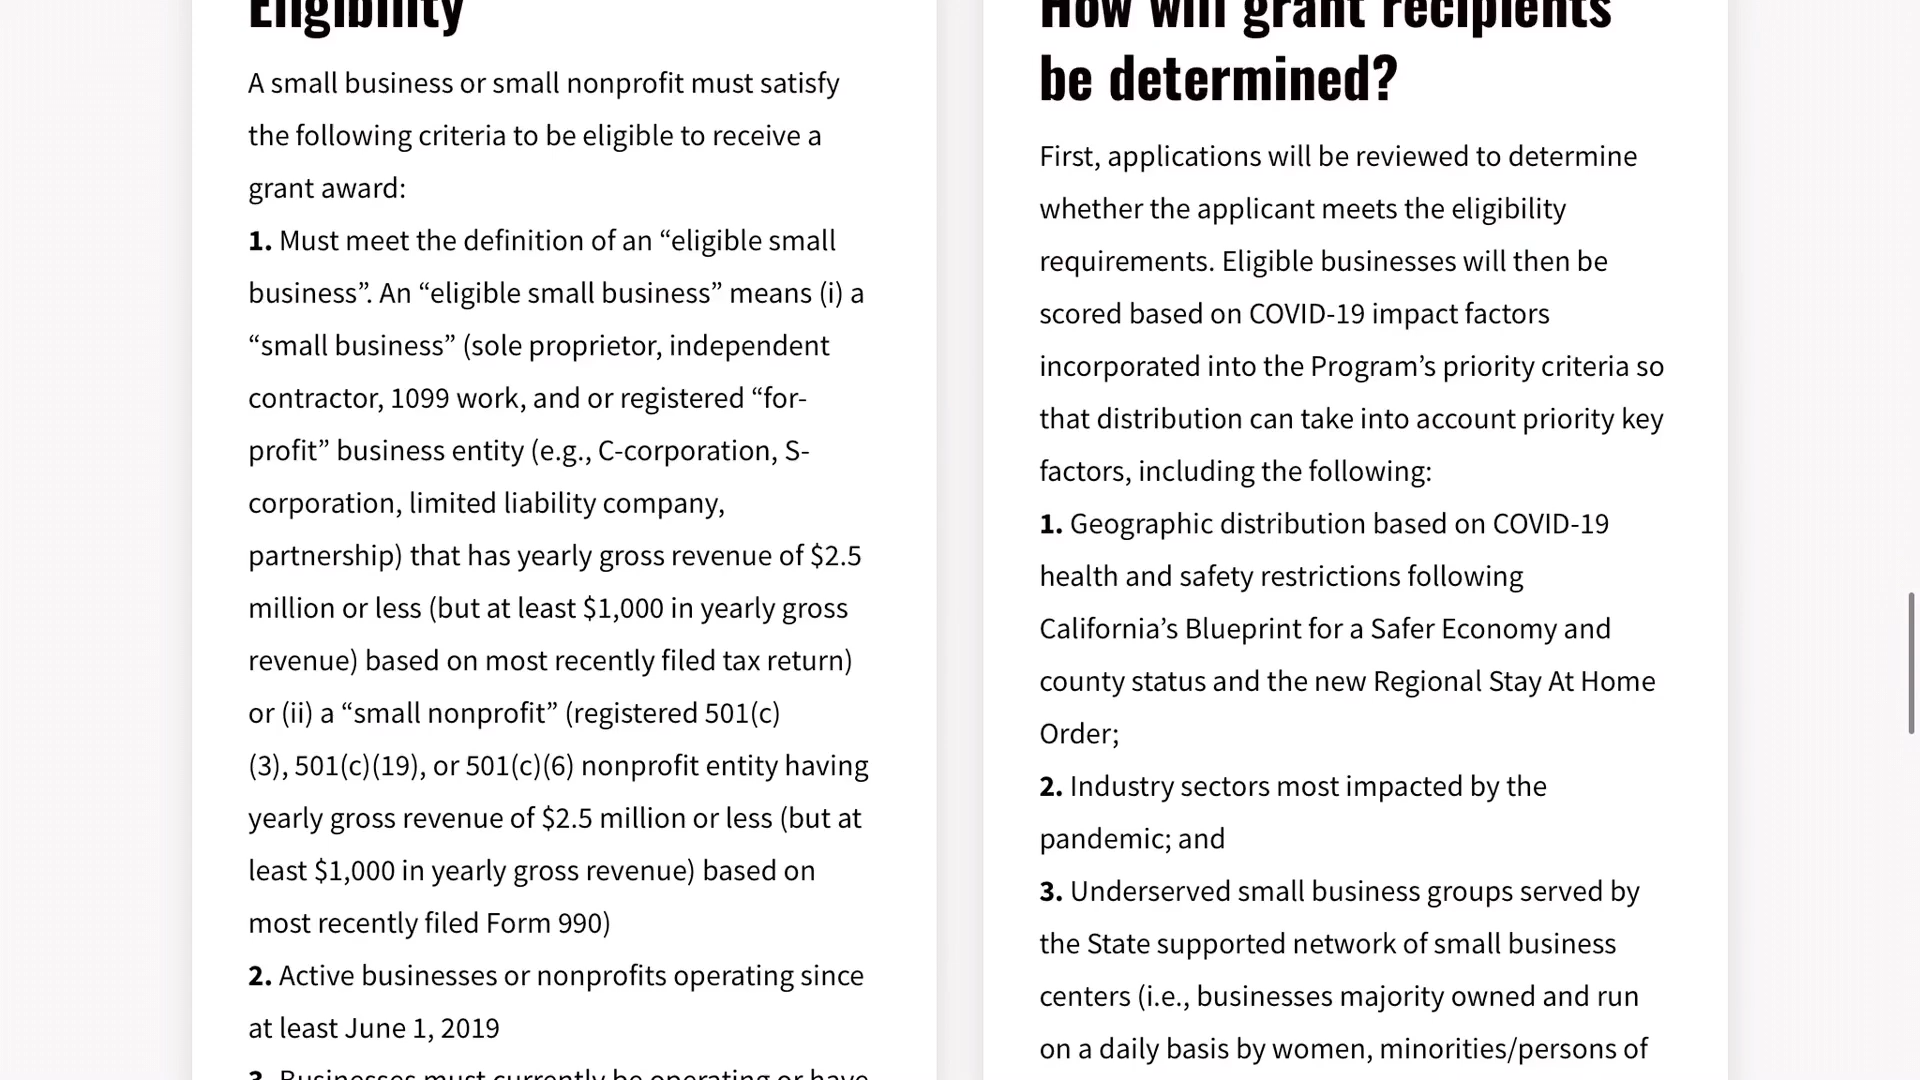 Eligibility
A small business or small nonprofit must satisfy
the following criteria to be eligible to receive a
grant award:
1. Must meet the definition of an “eligible small
business”. An “eligible small business” means (i) a
“small business” (sole proprietor, independent
contractor, 1099 work, and or registered “for-
profit” business entity (e.g., C-corporation, S-
corporation, limited liability company,
partnership) that has yearly gross revenue of $2.5
million or less (but at least $1,000 in yearly gross
revenue) based on most recently filed tax return)
or (ii) a “small nonprofit” (registered 501(c)
(3), 501(c)(19), or 501(c)(6) nonprofit entity having
yearly gross revenue of $2.5 million or less (but at
least $1,000 in yearly gross revenue) based on
most recently filed Form 990)
2. Active businesses or nonprofits operating since
at least June 1, 2019
3. Businesses must currently be operating or have
How will grant recipients
be determined?
First, applications will be reviewed to determine
whether the applicant meets the eligibility
requirements. Eligible businesses will then be
scored based on COVID-19 impact factors
incorporated into the Program’s priority criteria so
that distribution can take into account priority key
factors, including the following:
1. Geographic distribution based on COVID-19
health and safety restrictions following
California’s Blueprint for a Safer Economy and
county status and the new Regional Stay At Home
Order;
2. Industry sectors most impacted by the
pandemic; and
3. Underserved small business groups served by
the State supported network of small business
centers (i.e., businesses majority owned and run
on a daily basis by women, minorities/persons of